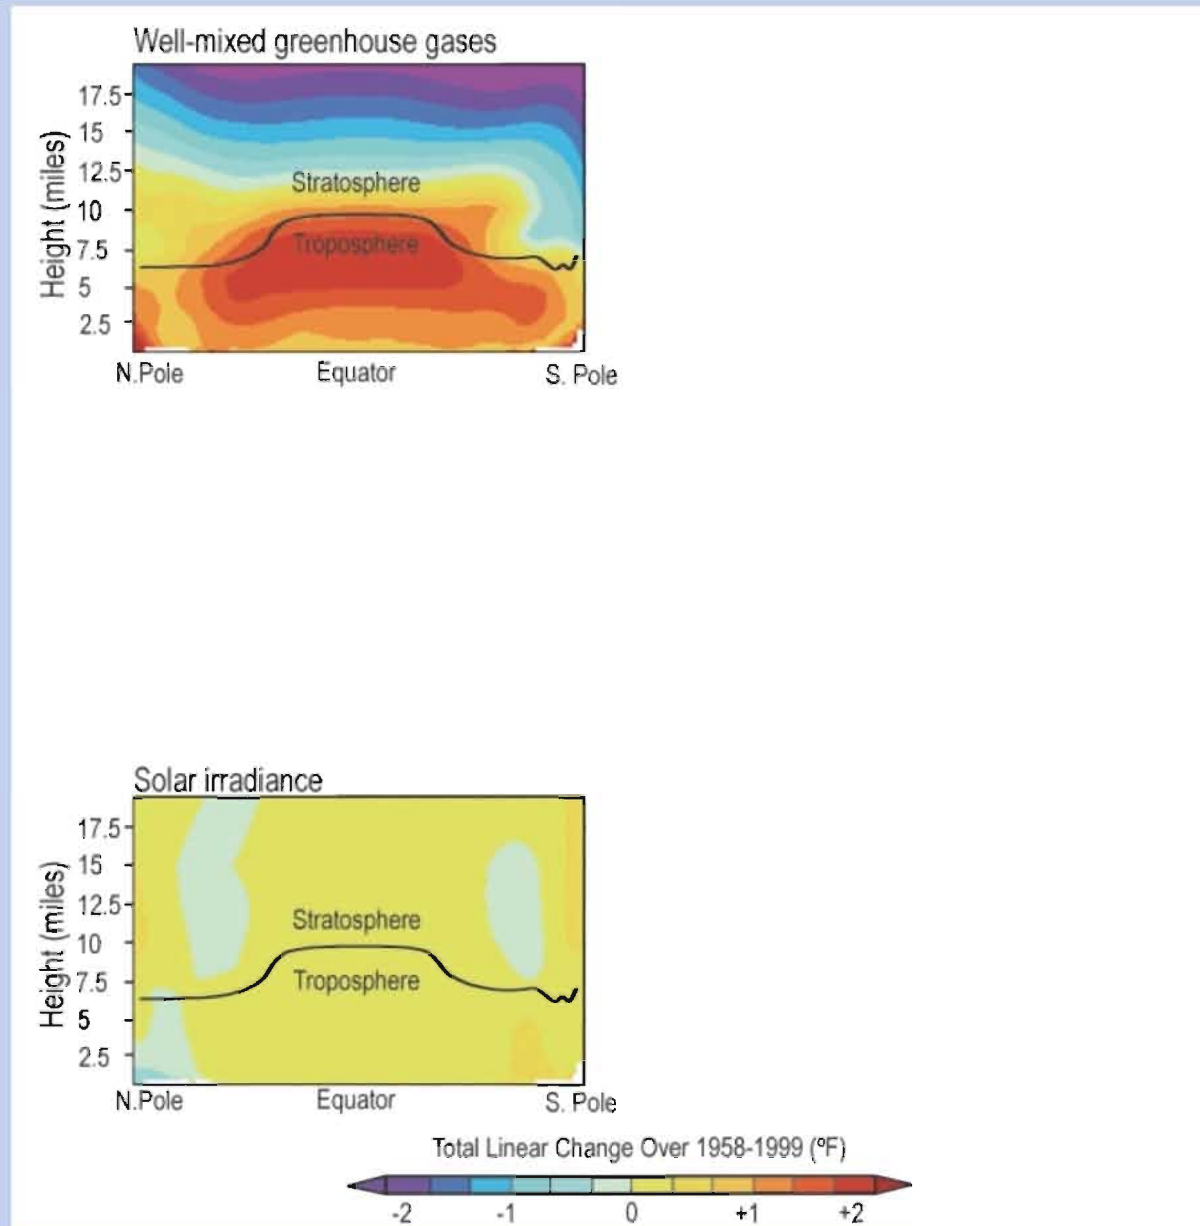 Well-mixed greenhouse gases
Height (miles)
17.5
15
12.5
10
7.5
5
2.5
Stratosphere
Troposphere
N.Pole Equator S. Pole
Solar irradiance
Height (miles)
17.5
15
12.5
10
7.5
5
2.5
Stratosphere
Troposphere
N.Pole Equator S. Pole
Total Linear Change Over 1958-1999 (ºF)
-2 -1 0 +1 +2